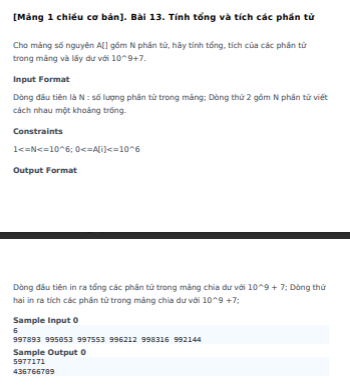 [Mảng 1 chiều cơ bản]. Bài 13. Tính tổng và tích các phần tử
Cho mảng số nguyên A[] gồm N phần tử, hãy tính tổng, tích của các phần tử
trong mảng và lấy dư với 10^9+7.
Input Format
Dòng đầu tiên là N : số lượng phần tử trong mảng; Dòng thứ 2 gồm N phần tử viết
cách nhau một khoảng trống.
Constraints
1<=N<=10^6; 0<=A[i]<=10^6
Output Format
Dòng đầu tiên in ra tổng các phần tử trong mảng chia dư với 10^9 + 7; Dòng thứ
hai in ra tích các phần tử trong mảng chia dư với 10^9 +7;
Sample Input 0
6
997893 995053 997553 996212 998316 992144
Sample Output 0
5977171
436766709